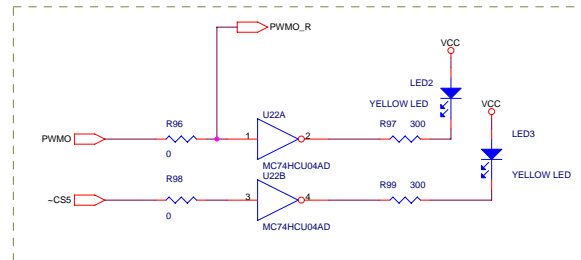 PWMO_R
VCC
LED2
YELLOW LED
VCC
U22A
R96
R97 300
LED3
PWMO
1
2
0
MC74HCU04AD
YELLOW LED
R98
U22B
R99 300
~CS5
3
4
0
MC74HCU04AD